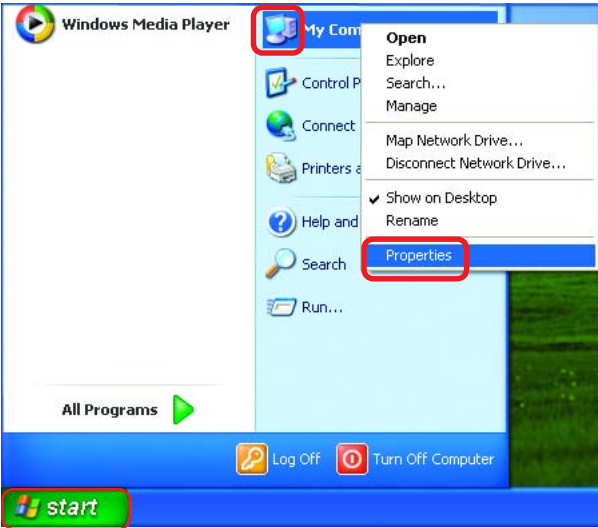 Windows Media Player
My Com
Control P
Connect
Printers a
Help and
Search
Run...
Open
Explore
Search...
Manage
Map Network Drive...
Disconnect Network Drive...
Show on Desktop
Rename
Properties
All Programs
Log Off
Turn Off Computer
start